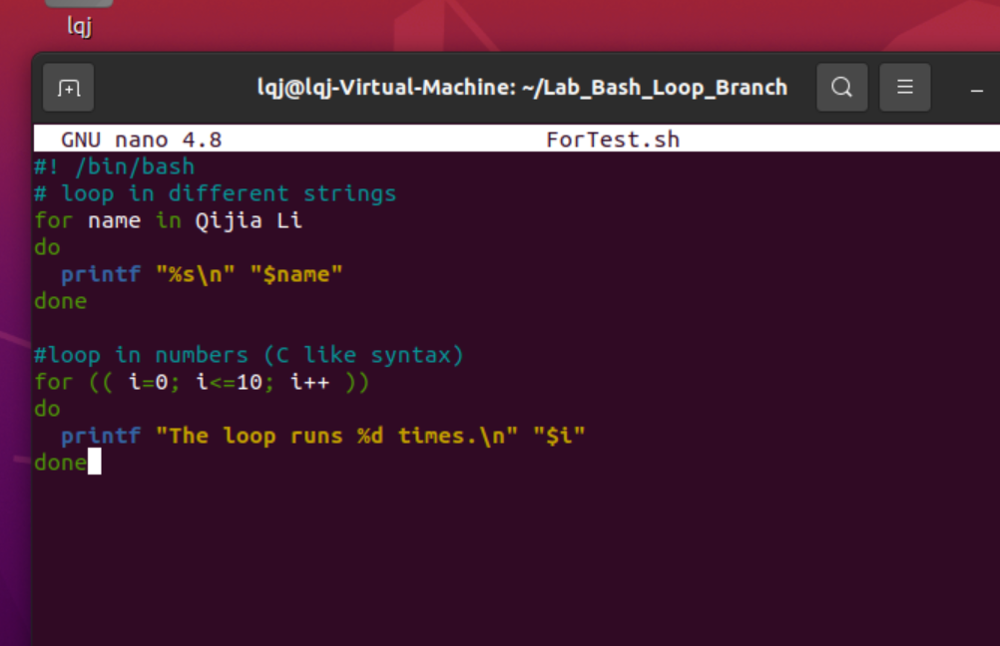 lqj
lqj@lqj-Virtual-Machine: ~/Lab_Bash_Loop_Branch
GNU nano 4.8 ForTest.sh
#! /bin/bash
# loop in different strings
for name in Qijia Li
do
  printf "%s\n" "$name"
done

#loop in numbers (C like syntax)
for (( i=0; i<=10; i++ ))
do
  printf "The loop runs %d times.\n" "$i"
done